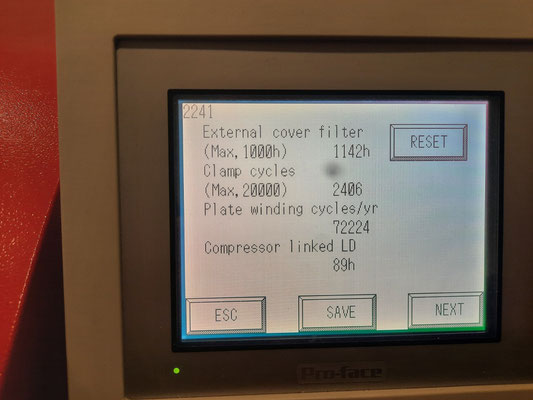 2241
External cover filter
(Max,1000h) 1142h
RESET
Clamp cycles
(Max,20000) 2406
Plate winding cycles/yr
72224
Compressor linked LD
89h
ESC SAVE NEXT
Pro-face